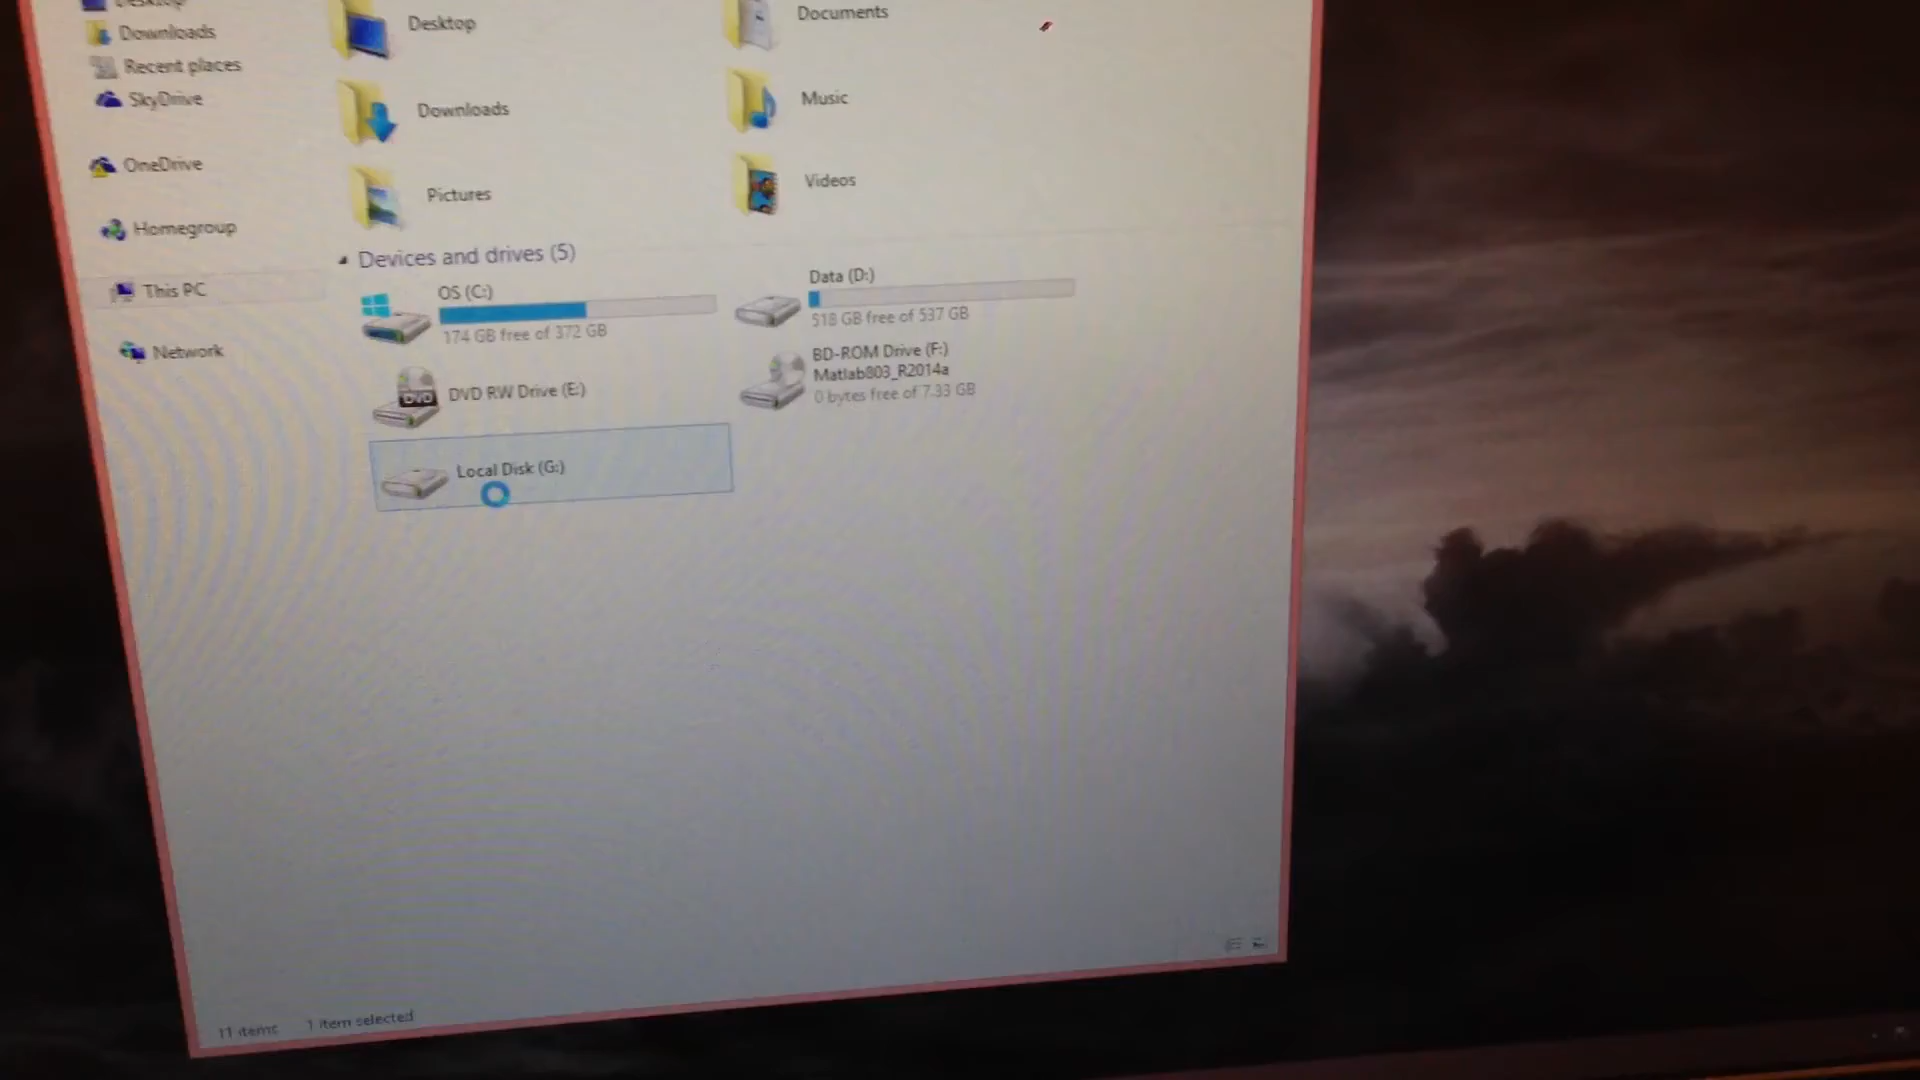 Desktop
Downloads
Recent places
SkyDrive
OneDrive
Homegroup
This PC
Network
Desktop
Documents
Downloads
Music
Pictures
Videos
Devices and drives (5)
OS (C:)
174 GB free of 372 GB
Data (D:)
518 GB free of 537 GB
DVD
DVD RW Drive (E:)
BD-ROM Drive (F:)
Matlab803_R2014a
0 bytes free of 7.33 GB
Local Disk (G:)
11 items 1 item selected